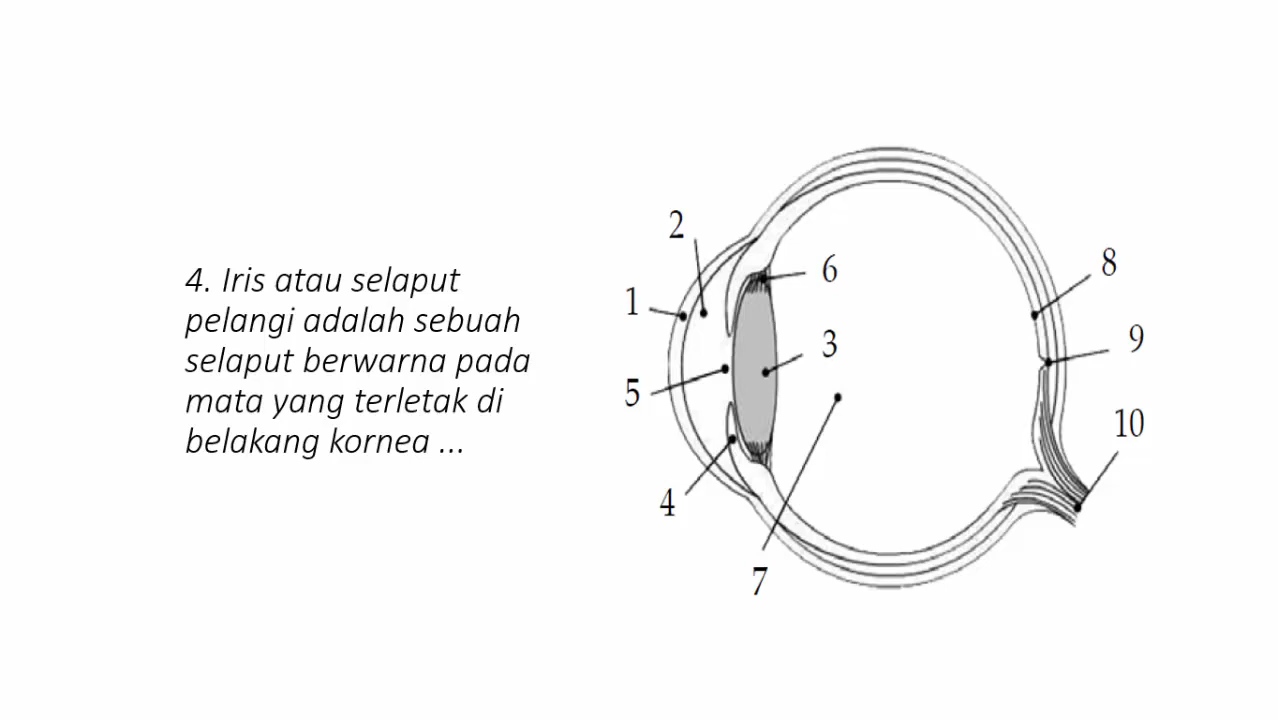 4. Iris atau selaput
pelangi adalah sebuah
selaput berwarna pada
mata yang terletak di
belakang kornea ...
2
1
6
3
5
4
7
8
9
10